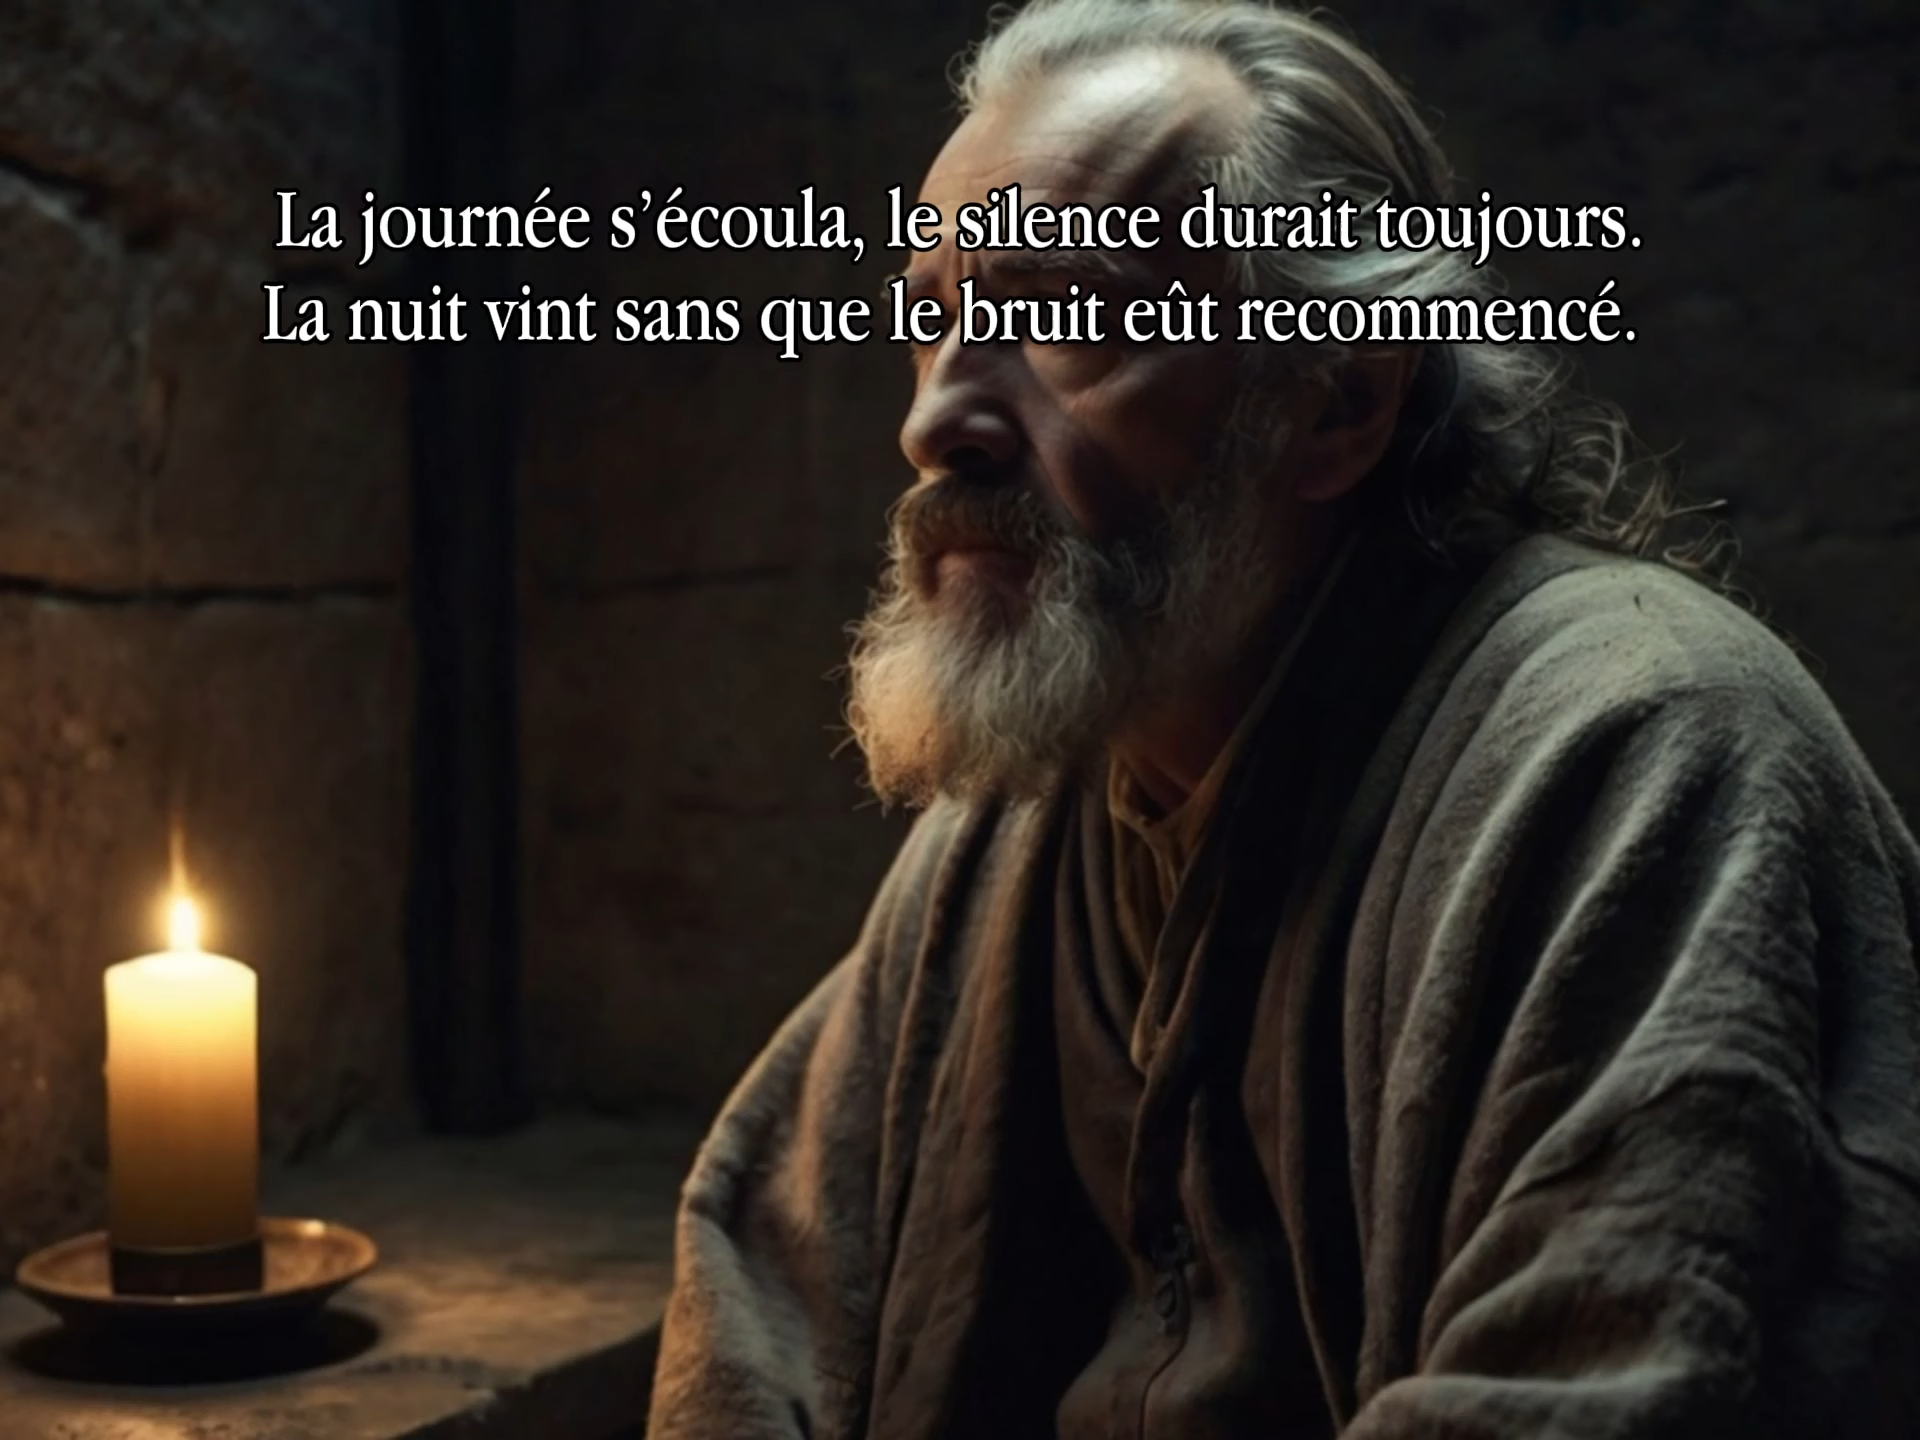 La journée s’écoula, le silence durait toujours.
La nuit vint sans que le bruit eût recommencé.